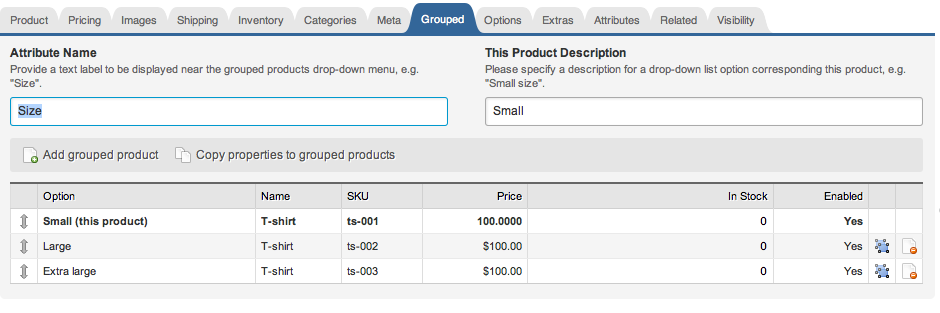 Product Pricing Images Shipping Inventory Categories Meta Grouped Options Extras Attributes Related Visibility
Attribute Name
Provide a text label to be displayed near the grouped products drop-down menu, e.g.
"Size".
Size
This Product Description
Please specify a description for a drop-down list option corresponding this product, e.g.
"Small size".
Small
Add grouped product Copy properties to grouped products
Option Name SKU Price In Stock Enabled
Small (this product) T-shirt ts-001 100.0000 0 Yes
Large T-shirt ts-002 $100.00 0 Yes
Extra large T-shirt ts-003 $100.00 0 Yes